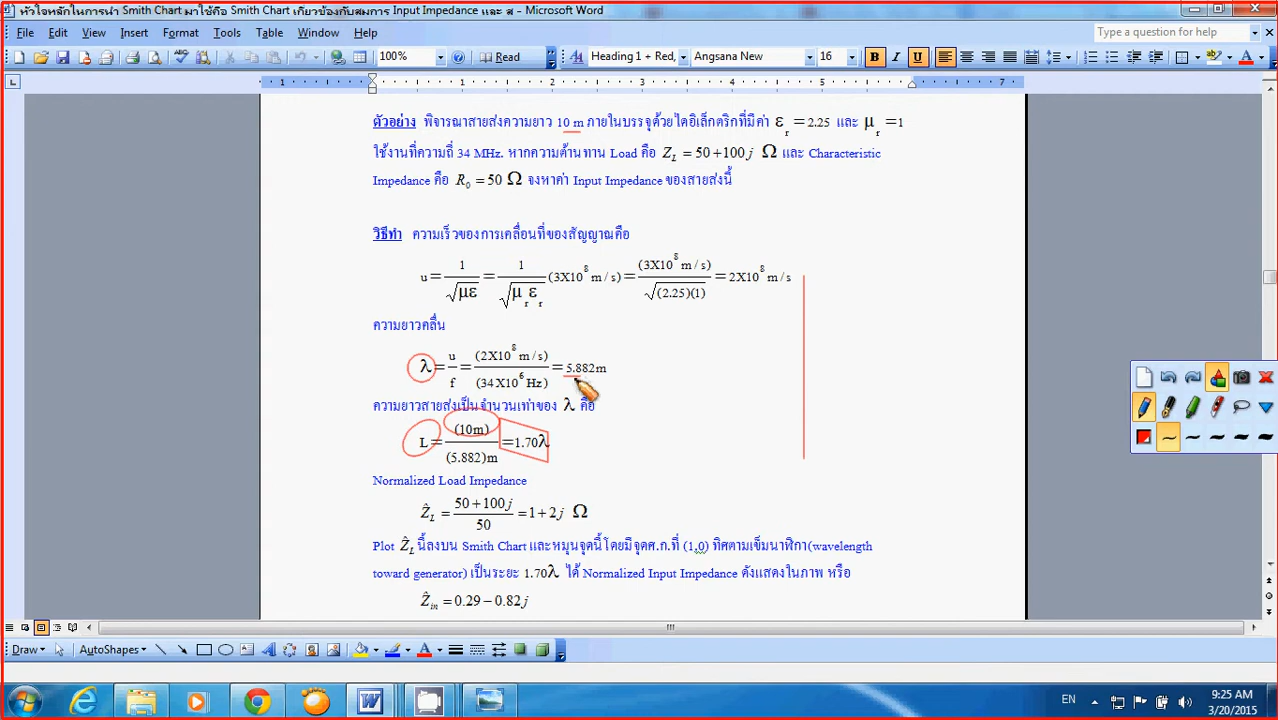 หัวใจหลักในการนำ Smith Chart มาใช้คือ Smith Chart เกี่ยวข้องกับสมการ Input Impedance และ ส - Microsoft Word
File Edit View Insert Format Tools Table Window Help
Type a question for help
100% Read Heading 1 + Red, Angsana New 16 B I U
1 1 2 3 4 5 7
ตัวอย่าง พิจารณาสายส่งความยาว 10 m ภายในบรรจุด้วยไดอิเล็กตริกที่มีค่า ε_r = 2.25 และ μ_r = 1
ใช้งานที่ความถี่ 34 MHz. หากความต้านทาน Load คือ Z_L = 50 + 100j Ω และ Characteristic
Impedance คือ R_0 = 50 Ω จงหาค่า Input Impedance ของสายส่งนี้
วิธีทำ ความเร็วของการเคลื่อนที่ของสัญญาณคือ
u = 1/√με = 1/√μ_r ε_r (3X10^8 m/s) = (3X10^8 m/s)/√(2.25)(1) = 2X10^8 m/s
ความยาวคลื่น
λ = u/f = (2X10^8 m/s)/(34X10^6 Hz) = 5.882m
ความยาวสายส่งเป็นจำนวนเท่าของ λ คือ
L = (10m)/(5.882)m = 1.70λ
Normalized Load Impedance
Ẑ_L = 50 + 100j/50 = 1 + 2j Ω
Plot Ẑ_L นี้ลงบน Smith Chart และหมุนจุดนี้โดยมีจุดศ.ก.ที่ (1,0) ทิศตามเข็มนาฬิกา(wavelength
toward generator) เป็นระยะ 1.70λ ได้ Normalized Input Impedance ดังแสดงในภาพ หรือ
Ẑ_in = 0.29 − 0.82j
Draw AutoShapes
EN 9:25 AM
3/20/2015